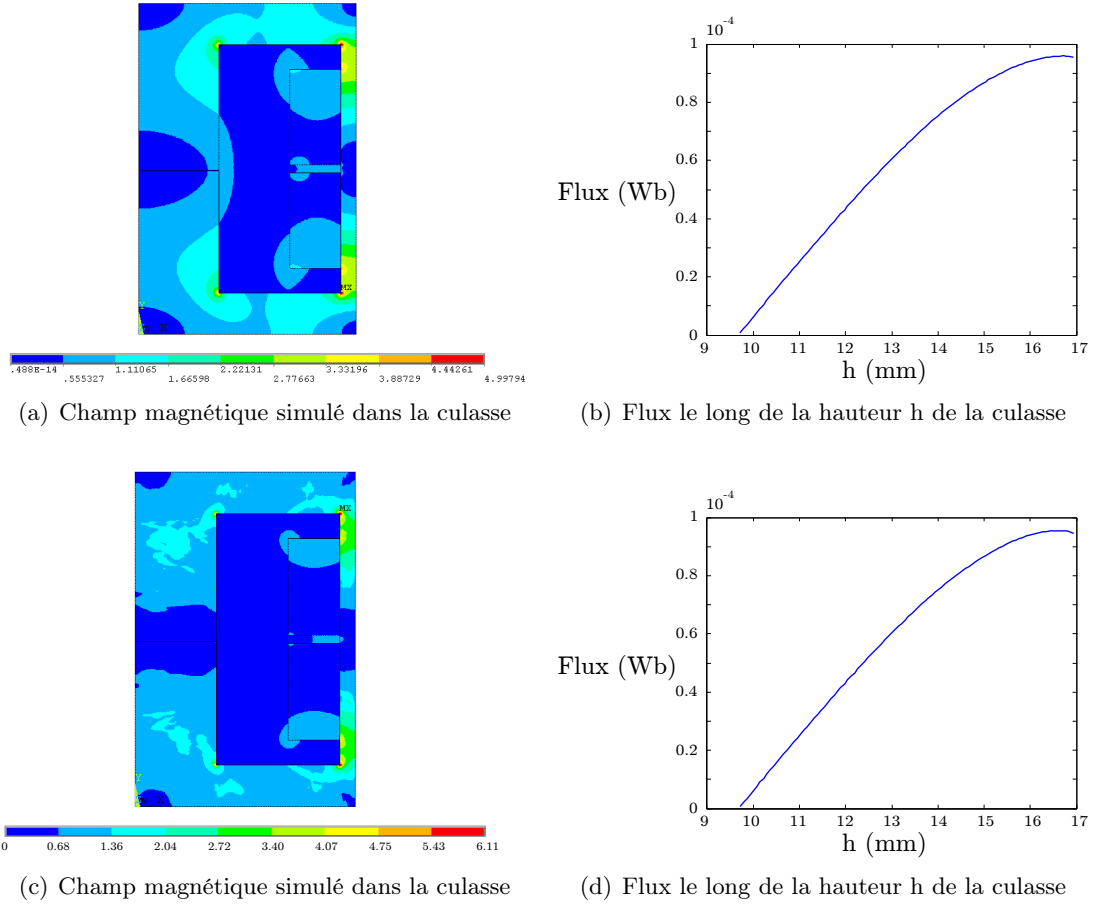 MX
Y
X
.488E-14
.555327
1.11065
1.66598
2.22131
2.77663
3.33196
3.88729
4.44261
4.99794
(a) Champ magnétique simulé dans la culasse
10⁻⁴
1
0.8
0.6
0.4
0.2
0
Flux (Wb)
9 10 11 12 13 14 15 16 17
h (mm)
(b) Flux le long de la hauteur h de la culasse
MX
Y
X
0 0.68 1.36 2.04 2.72 3.40 4.07 4.75 5.43 6.11
(c) Champ magnétique simulé dans la culasse
10⁻⁴
1
0.8
0.6
0.4
0.2
0
Flux (Wb)
9 10 11 12 13 14 15 16 17
h (mm)
(d) Flux le long de la hauteur h de la culasse